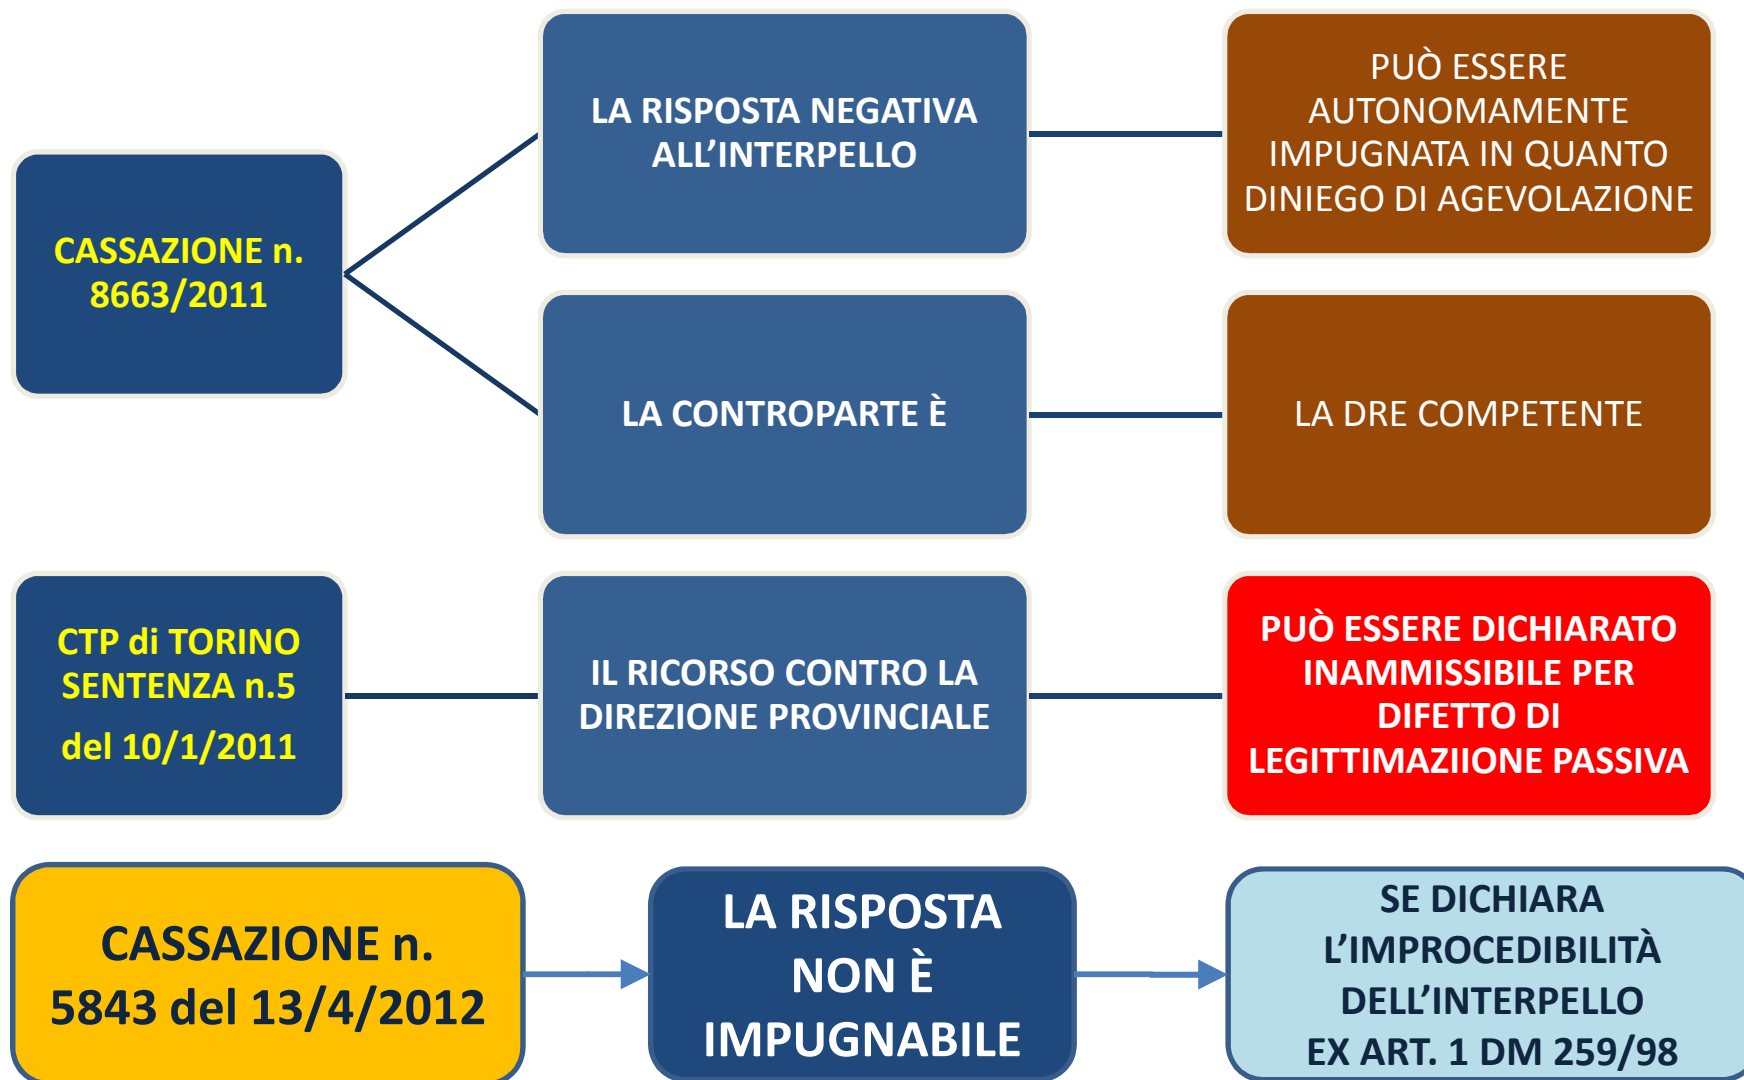 CASSAZIONE n.
8663/2011
LA RISPOSTA NEGATIVA
ALL’INTERPELLO
PUÒ ESSERE
AUTONOMAMENTE
IMPUGNATA IN QUANTO
DINIEGO DI AGEVOLAZIONE
LA CONTROPARTE È
LA DRE COMPETENTE
CTP di TORINO
SENTENZA n.5
del 10/1/2011
IL RICORSO CONTRO LA
DIREZIONE PROVINCIALE
PUÒ ESSERE DICHIARATO
INAMMISSIBILE PER
DIFETTO DI
LEGITTIMAZIIONE PASSIVA
CASSAZIONE n.
5843 del 13/4/2012
LA RISPOSTA
NON È
IMPUGNABILE
SE DICHIARA
L’IMPROCEDIBILITÀ
DELL’INTERPELLO
EX ART. 1 DM 259/98